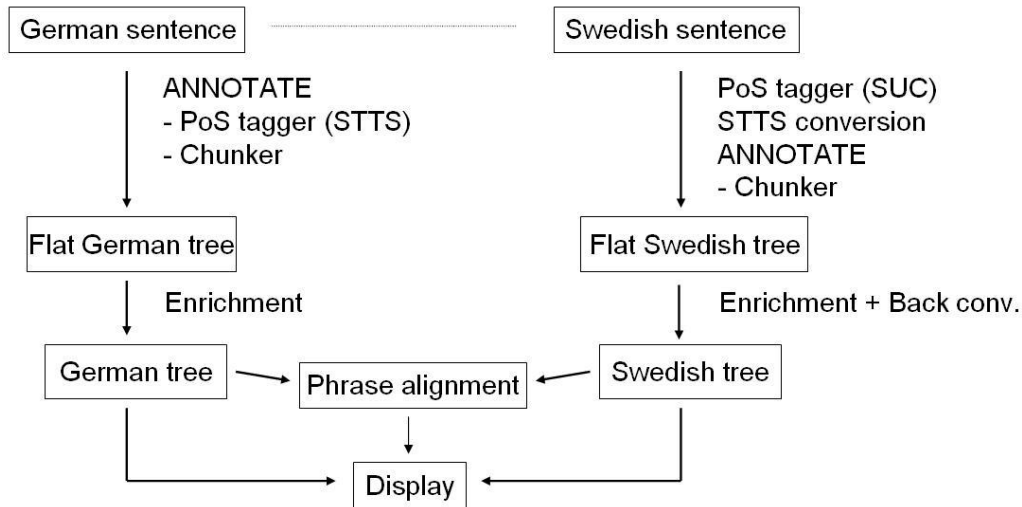 German sentence
Swedish sentence
ANNOTATE
- PoS tagger (STTS)
- Chunker
PoS tagger (SUC)
STTS conversion
ANNOTATE
- Chunker
Flat German tree
Flat Swedish tree
Enrichment
Enrichment + Back conv.
German tree
Phrase alignment
Swedish tree
Display